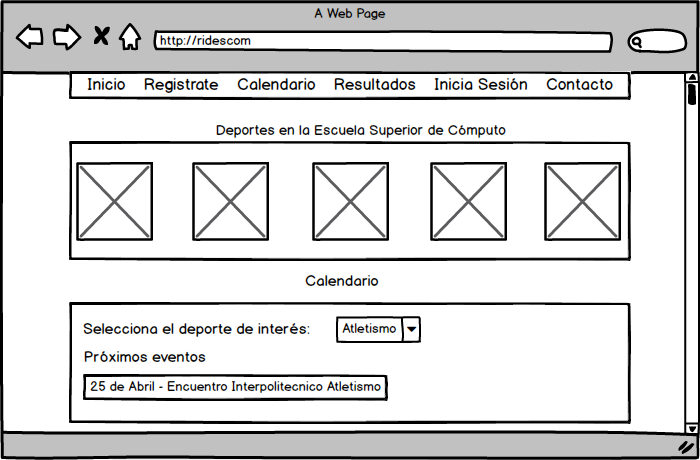 A Web Page
http://ridescom
Inicio Registrate Calendario Resultados Inicia Sesión Contacto
Deportes en la Escuela Superior de Cómputo
Calendario
Selecciona el deporte de interés: Atletismo
Próximos eventos
25 de Abril - Encuentro Interpolitecnico Atletismo